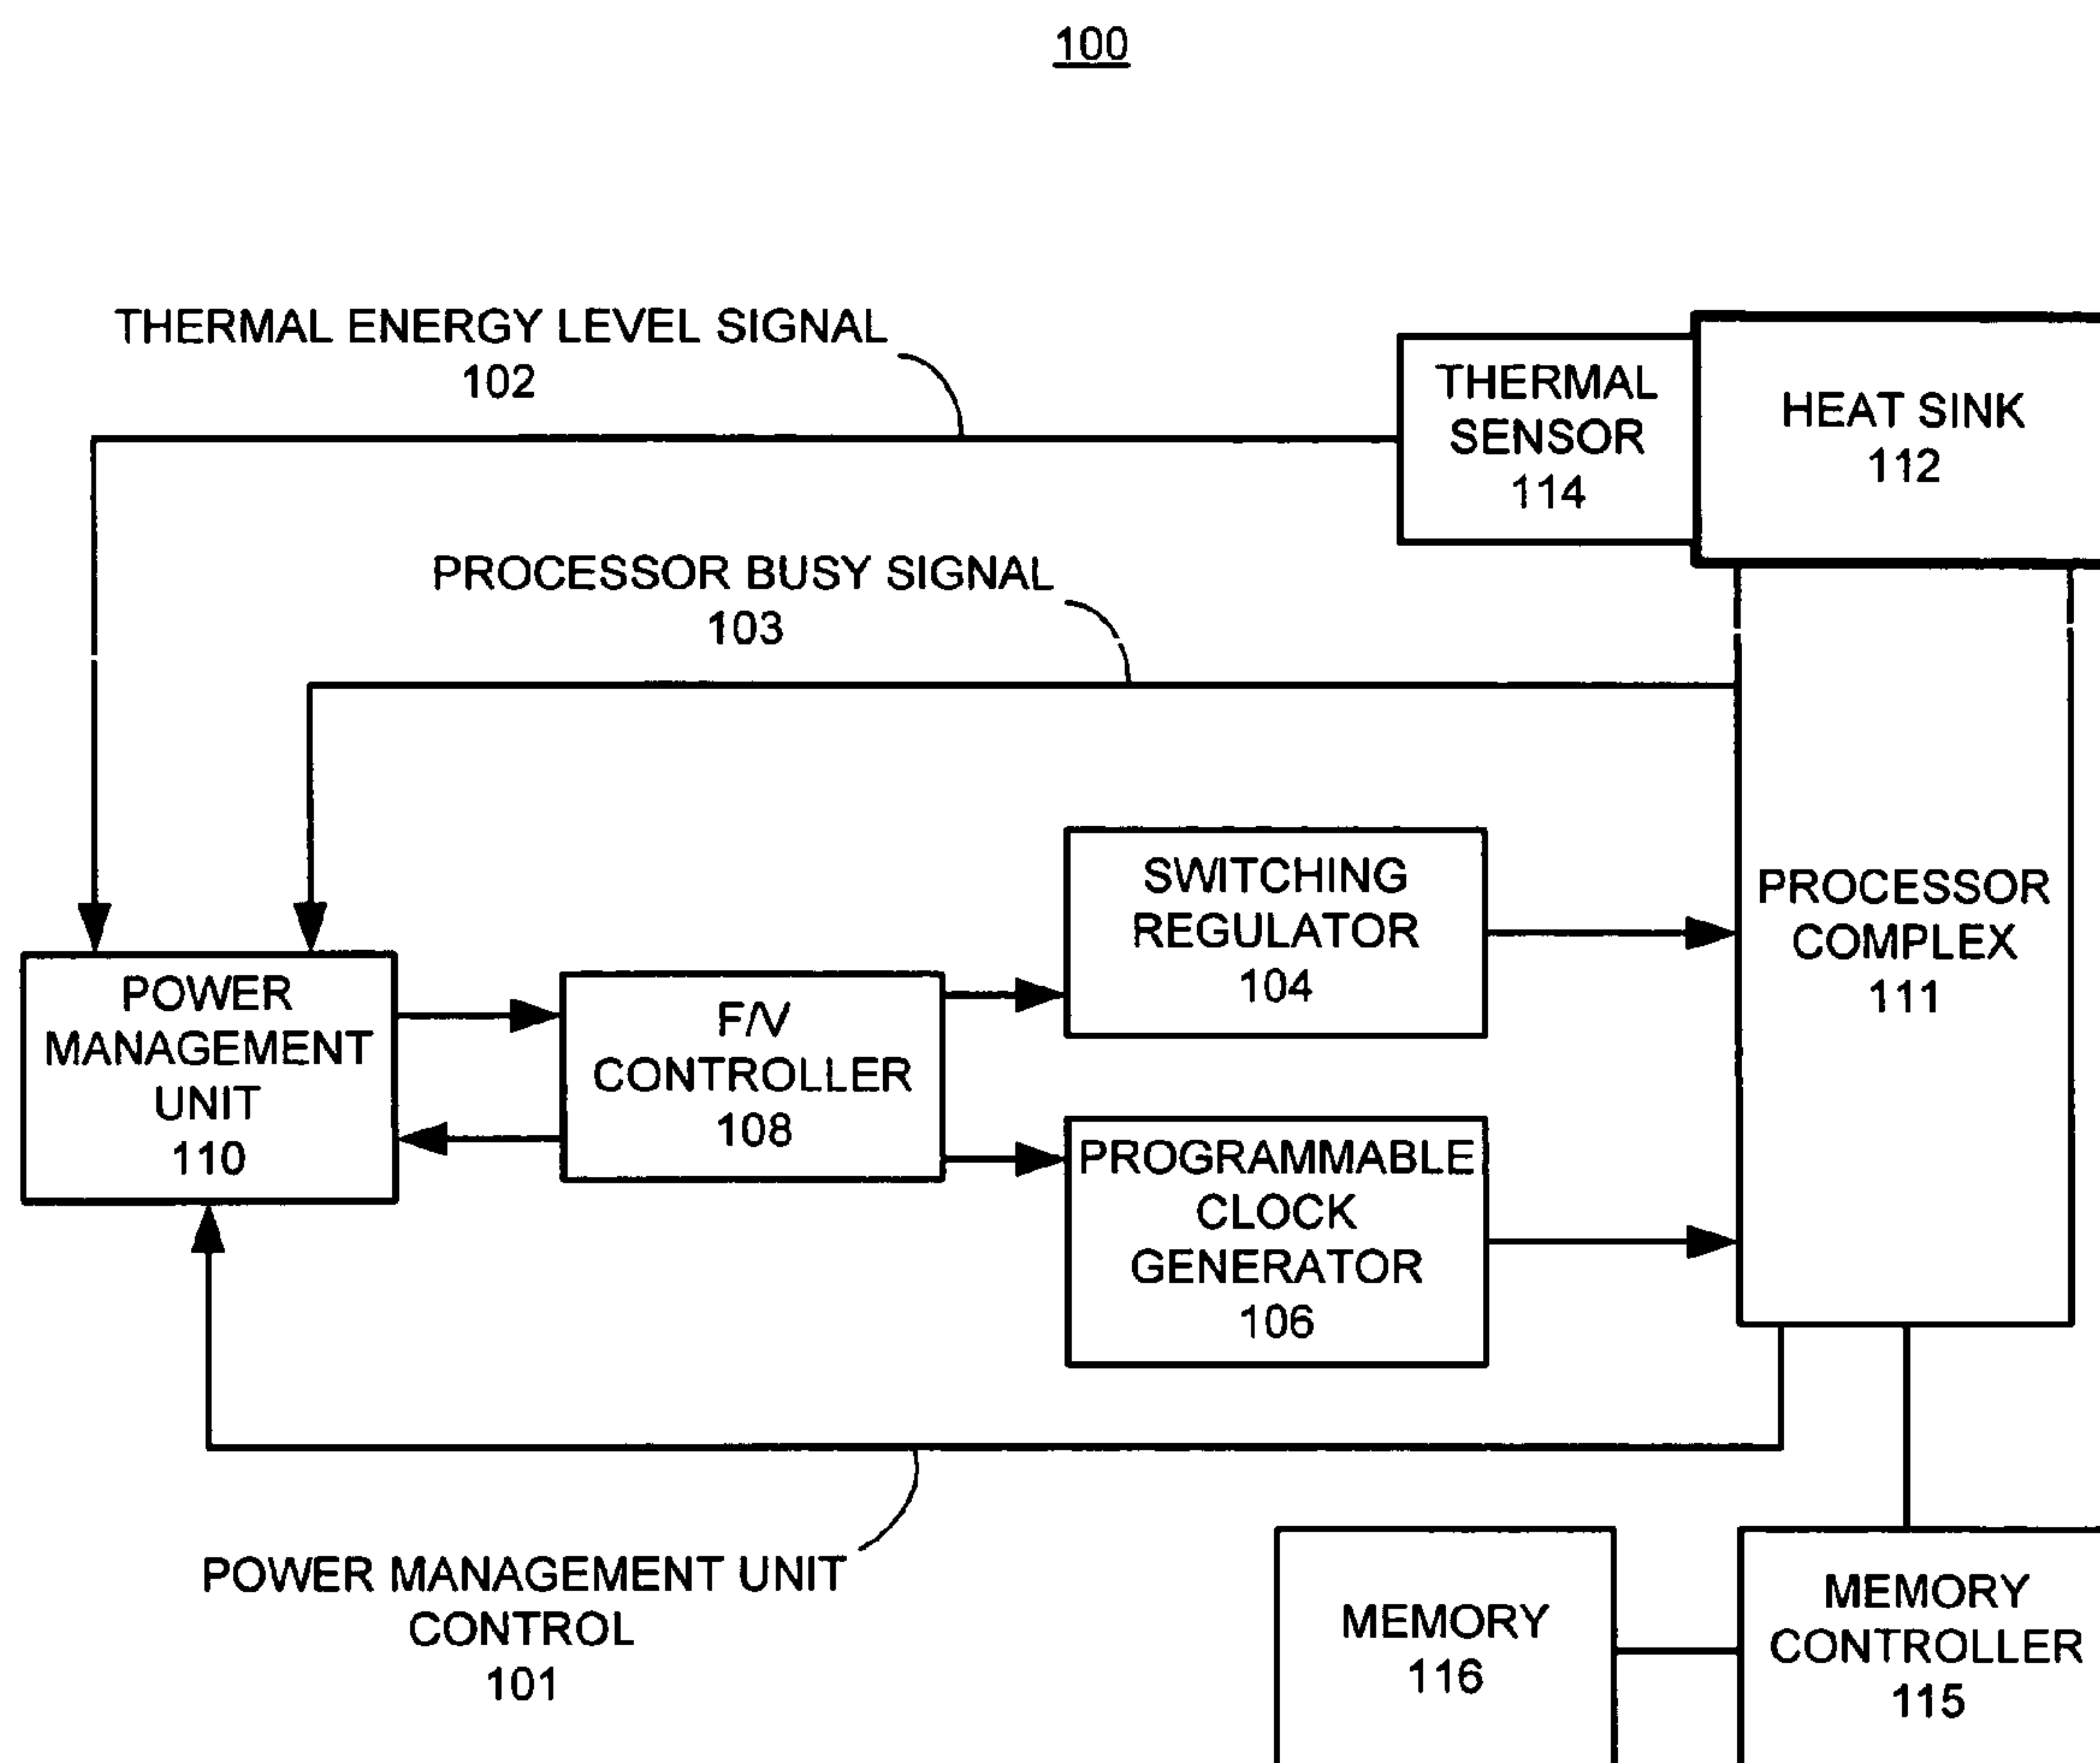 100
THERMAL ENERGY LEVEL SIGNAL
102
THERMAL
SENSOR
114
HEAT SINK
112
PROCESSOR BUSY SIGNAL
103
SWITCHING
REGULATOR
104
PROCESSOR
COMPLEX
111
POWER
MANAGEMENT
UNIT
110
F/V
CONTROLLER
108
PROGRAMMABLE
CLOCK
GENERATOR
106
POWER MANAGEMENT UNIT
CONTROL
101
MEMORY
116
MEMORY
CONTROLLER
115